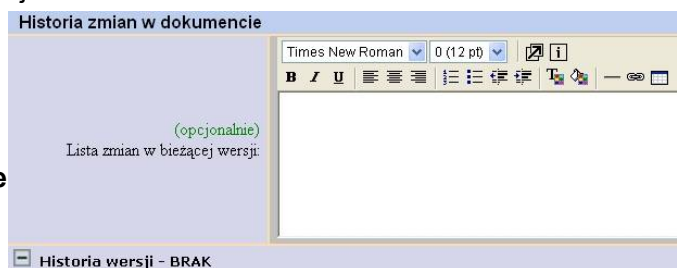 Historia zmian w dokumencie
Times New Roman 0 (12 pt)
B I U
(opcjonalnie)
Lista zmian w bieżącej wersji:
e
Historia wersji - BRAK